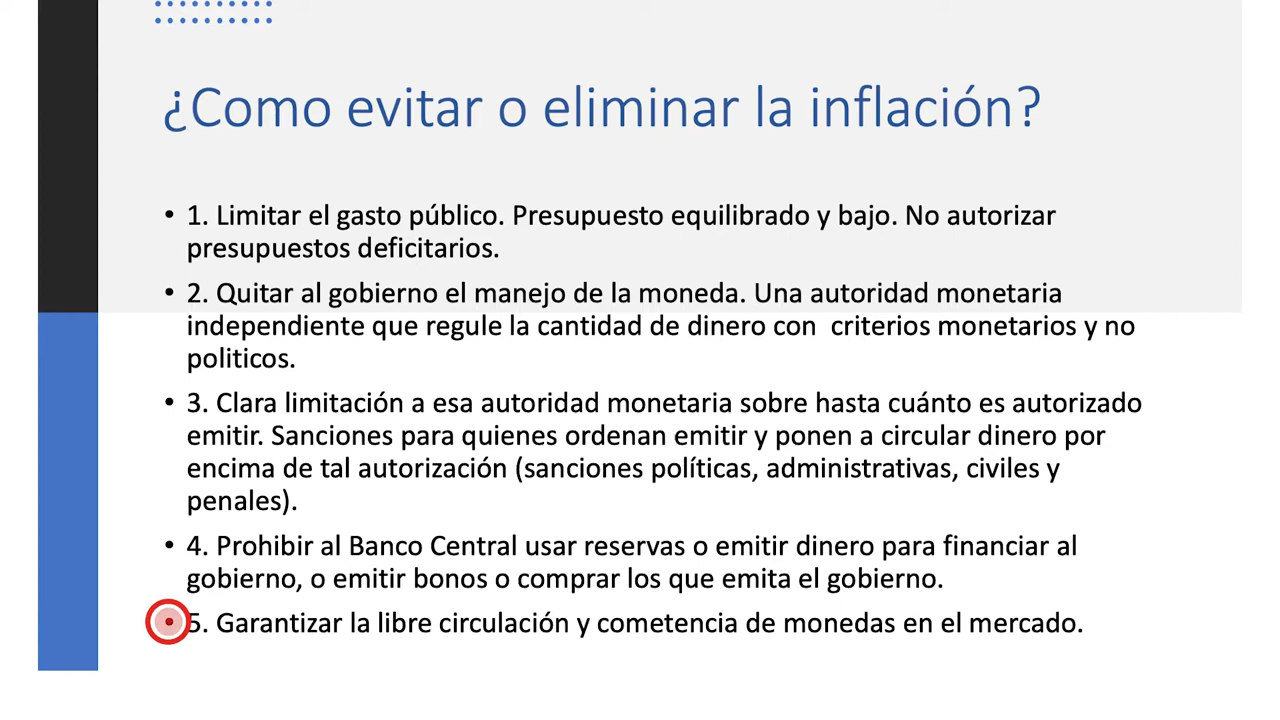 ¿Como evitar o eliminar la inflación?
• 1. Limitar el gasto público. Presupuesto equilibrado y bajo. No autorizar
presupuestos deficitarios.
• 2. Quitar al gobierno el manejo de la moneda. Una autoridad monetaria
independiente que regule la cantidad de dinero con criterios monetarios y no
politicos.
• 3. Clara limitación a esa autoridad monetaria sobre hasta cuánto es autorizado
emitir. Sanciones para quienes ordenan emitir y ponen a circular dinero por
encima de tal autorización (sanciones políticas, administrativas, civiles y
penales).
• 4. Prohibir al Banco Central usar reservas o emitir dinero para financiar al
gobierno, o emitir bonos o comprar los que emita el gobierno.
• 5. Garantizar la libre circulación y cometencia de monedas en el mercado.